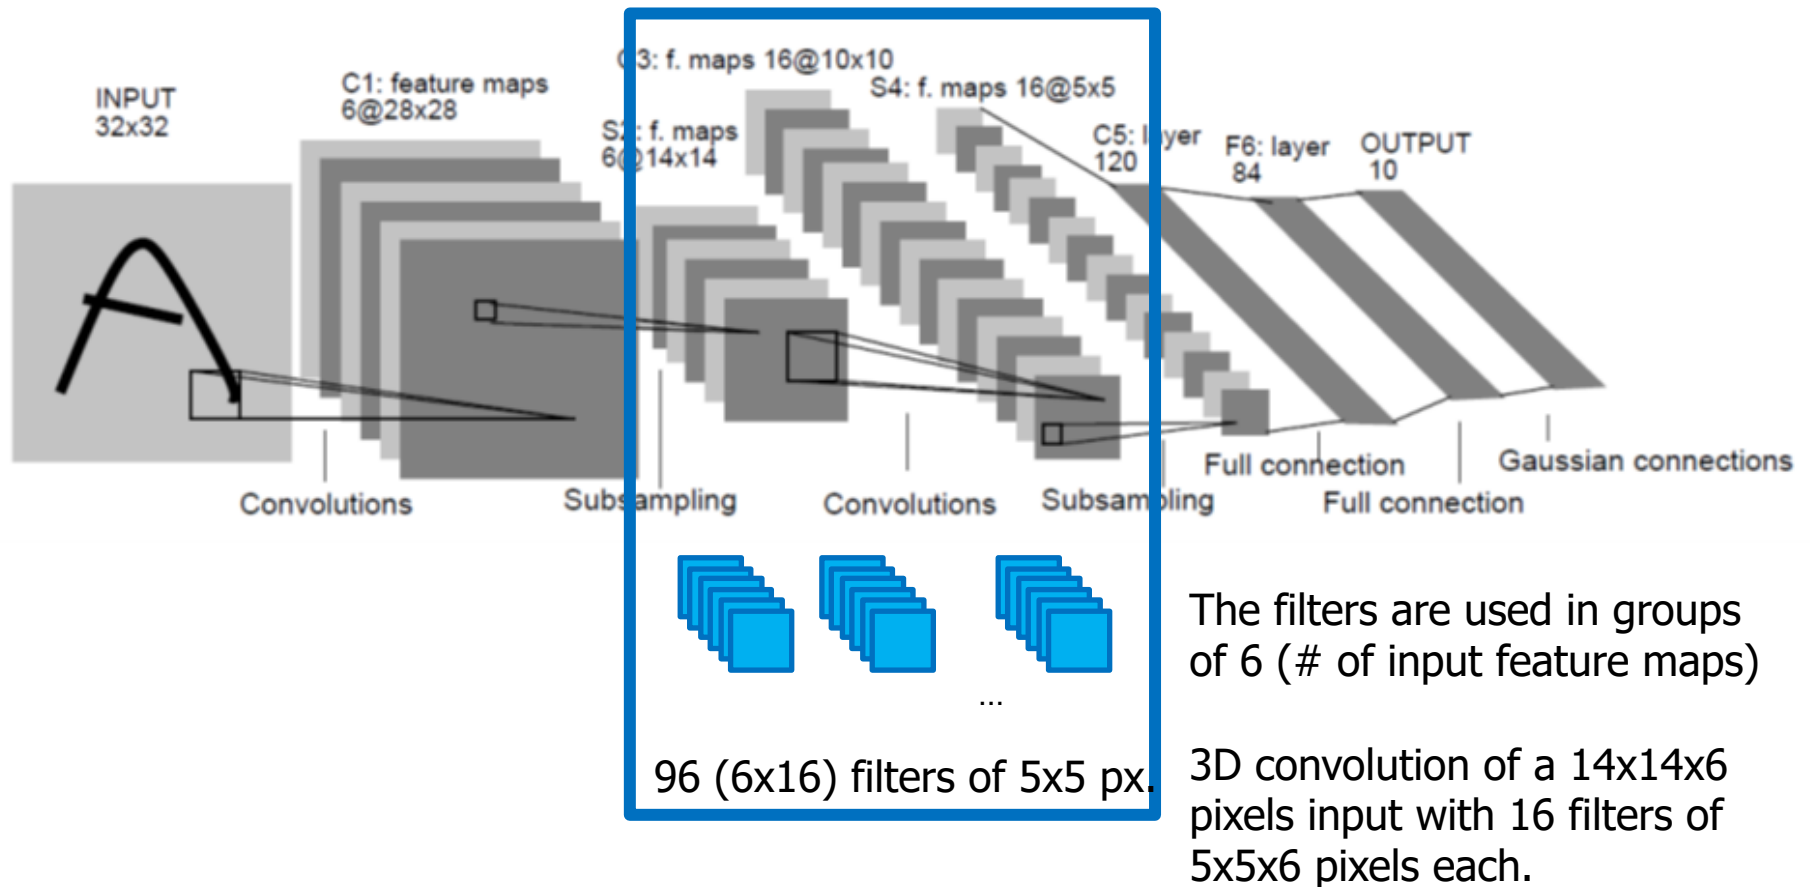 INPUT
32x32
C1: feature maps
6@28x28
S2: f. maps
6@14x14
C3: f. maps 16@10x10
S4: f. maps 16@5x5
C5: layer
120
F6: layer
84
OUTPUT
10
Convolutions
Subsampling
Convolutions
Subsampling
Full connection
Full connection
Gaussian connections
...
96 (6x16) filters of 5x5 px.
The filters are used in groups
of 6 (# of input feature maps)
3D convolution of a 14x14x6
pixels input with 16 filters of
5x5x6 pixels each.